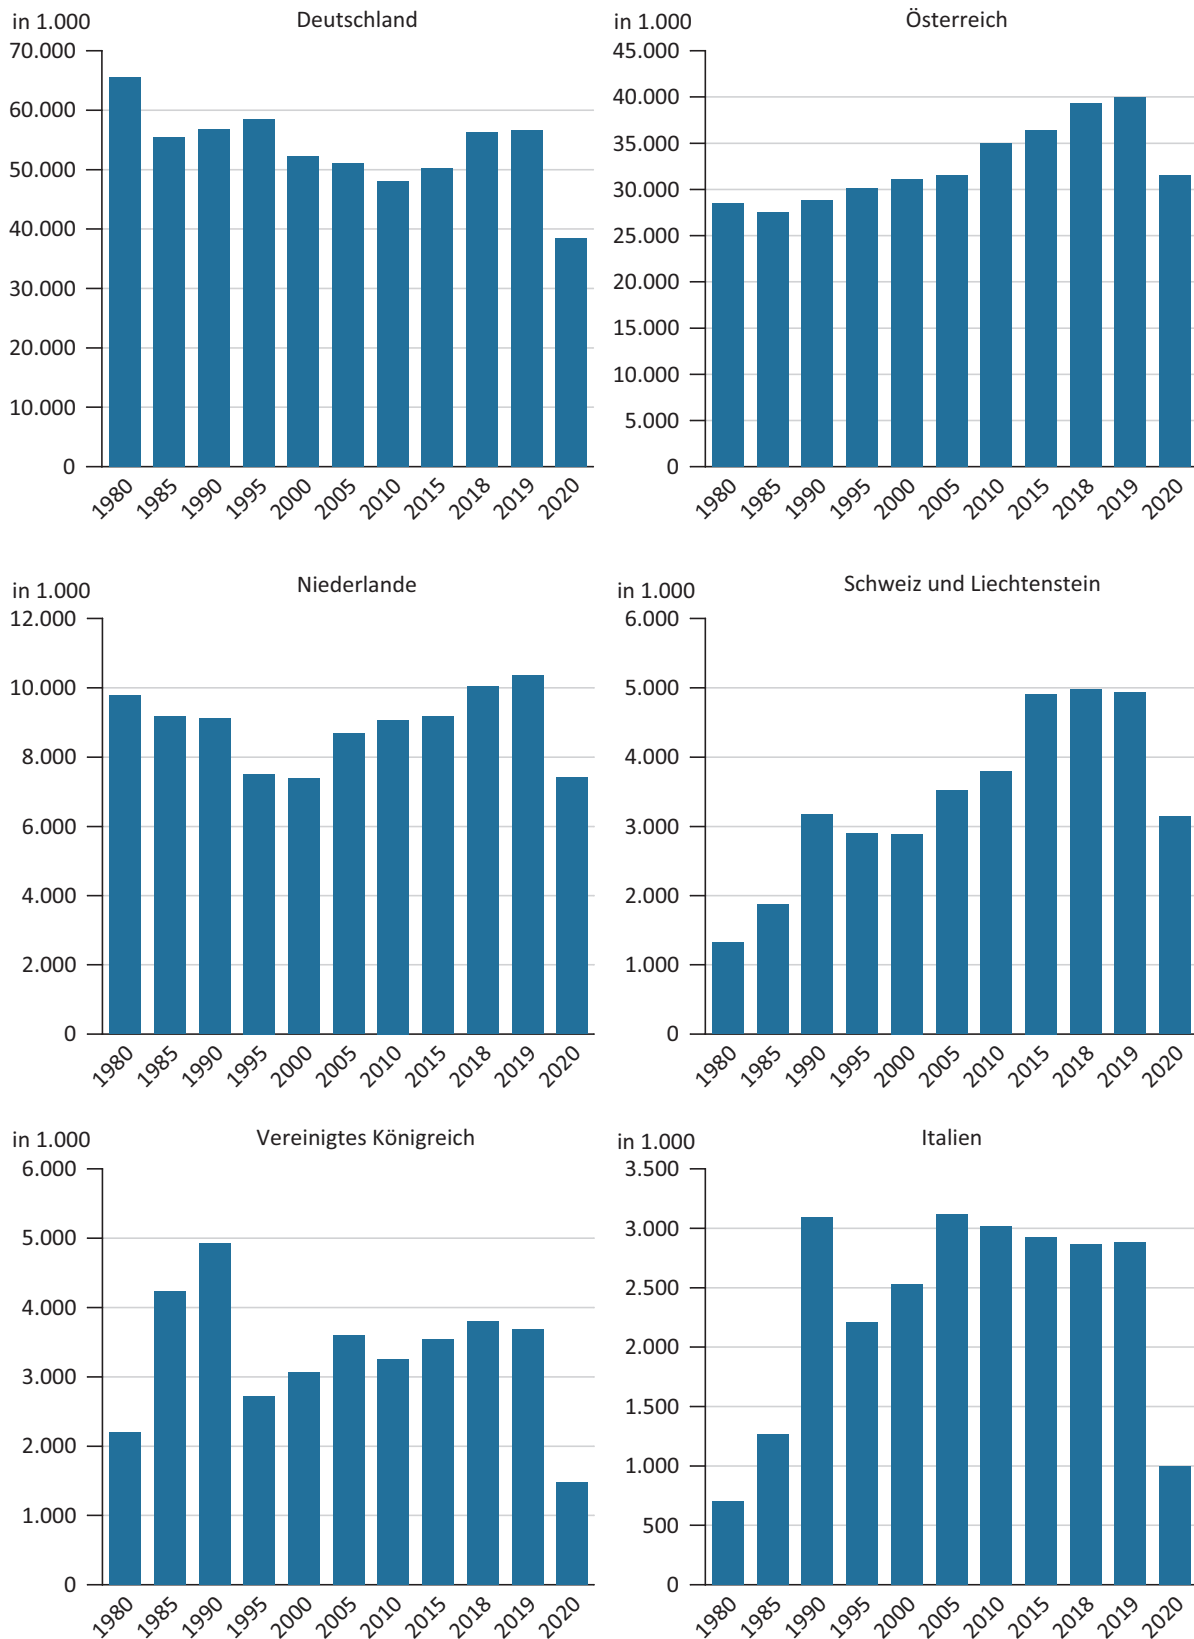 in 1.000
Deutschland
70.000
60.000
50.000
40.000
30.000
20.000
10.000
0
1980 1985 1990 1995 2000 2005 2010 2015 2018 2019 2020
in 1.000
Österreich
45.000
40.000
35.000
30.000
25.000
20.000
15.000
10.000
5.000
0
1980 1985 1990 1995 2000 2005 2010 2015 2018 2019 2020
in 1.000
Niederlande
12.000
10.000
8.000
6.000
4.000
2.000
0
1980 1985 1990 1995 2000 2005 2010 2015 2018 2019 2020
in 1.000
Schweiz und Liechtenstein
6.000
5.000
4.000
3.000
2.000
1.000
0
1980 1985 1990 1995 2000 2005 2010 2015 2018 2019 2020
in 1.000
Vereinigtes Königreich
6.000
5.000
4.000
3.000
2.000
1.000
0
1980 1985 1990 1995 2000 2005 2010 2015 2018 2019 2020
in 1.000
Italien
3.500
3.000
2.500
2.000
1.500
1.000
500
0
1980 1985 1990 1995 2000 2005 2010 2015 2018 2019 2020